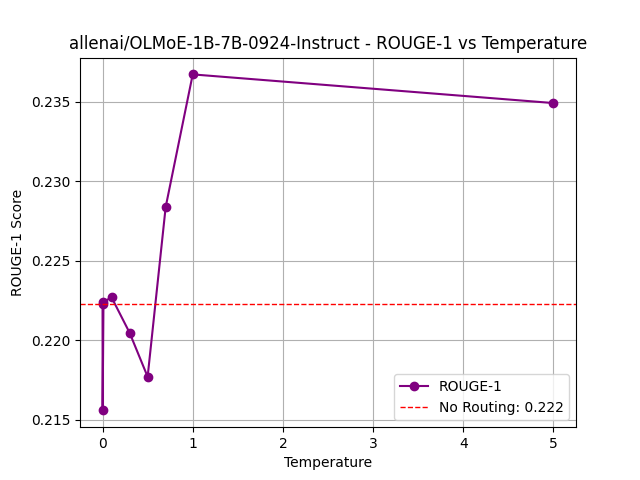 allenai/OLMoE-1B-7B-0924-Instruct - ROUGE-1 vs Temperature
ROUGE-1 Score
0.235
0.230
0.225
0.220
0.215
ROUGE-1
No Routing: 0.222
0 1 2 3 4 5
Temperature